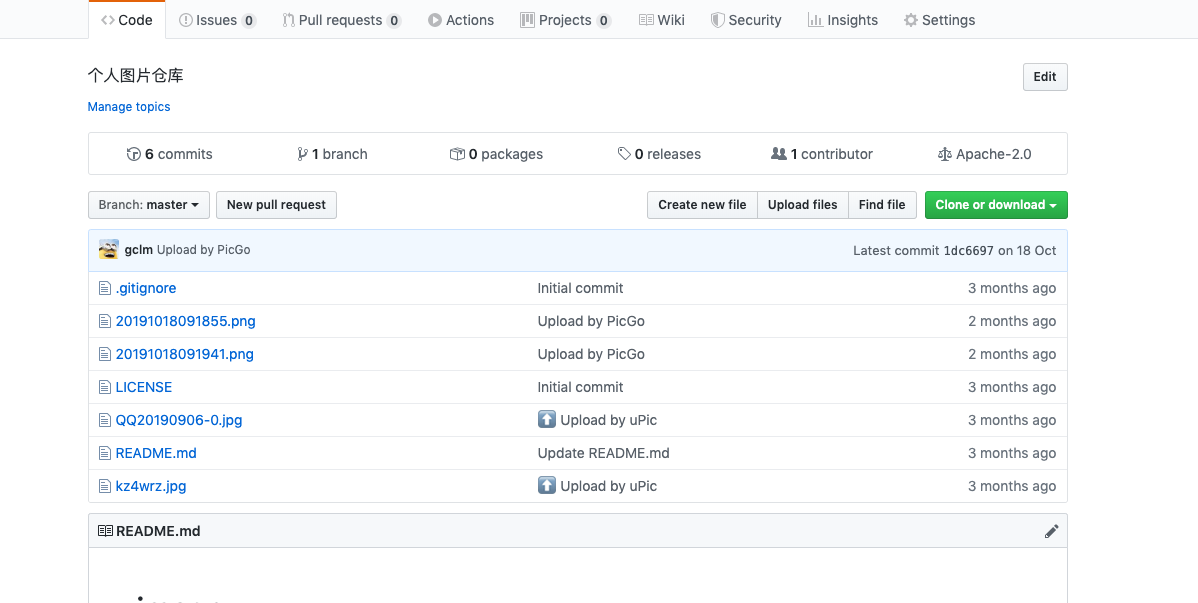 Code Issues 0 Pull requests 0 Actions Projects 0 Wiki Security Insights Settings
个人图片仓库 Edit
Manage topics
6 commits 1 branch 0 packages 0 releases 1 contributor Apache-2.0
Branch: master New pull request Create new file Upload files Find file Clone or download
gclm Upload by PicGo Latest commit 1dc6697 on 18 Oct
.gitignore Initial commit 3 months ago
20191018091855.png Upload by PicGo 2 months ago
20191018091941.png Upload by PicGo 2 months ago
LICENSE Initial commit 3 months ago
QQ20190906-0.jpg Upload by uPic 3 months ago
README.md Update README.md 3 months ago
kz4wrz.jpg Upload by uPic 3 months ago
README.md